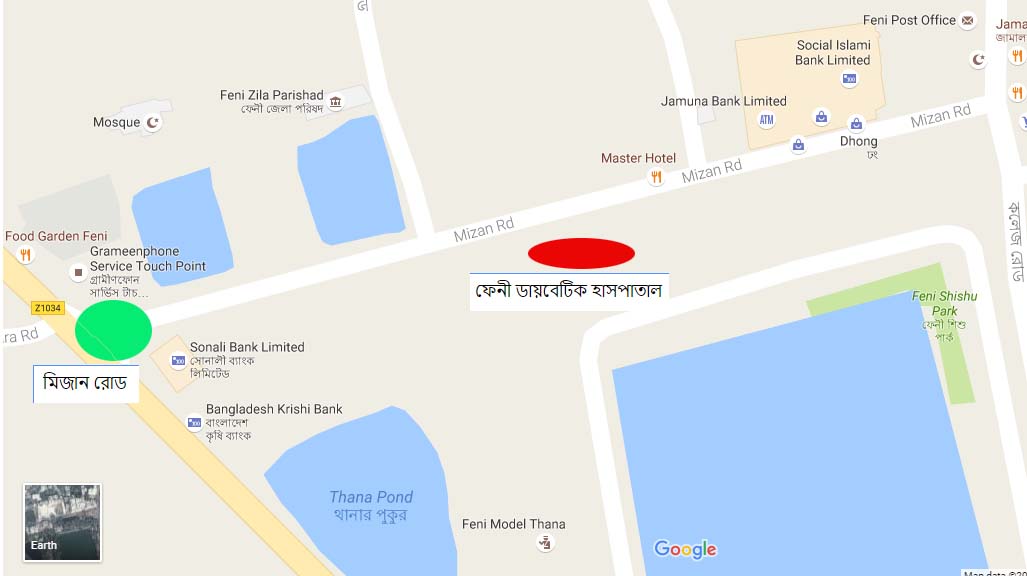 Feni Post Office
Jama
জামাল
Social Islami
Bank Limited
Feni Zila Parishad
ফেনী জেলা পরিষদ
Jamuna Bank Limited
ATM
Mosque
Mizan Rd
Dhong
ঢং
Master Hotel
Mizan Rd
কলেজ রোড
Mizan Rd
Food Garden Feni
Grameenphone
Service Touch Point
গ্রামীণফোন
সার্ভিস টাচ...
ফেনী ডায়বেটিক হাসপাতাল
Feni Shishu
Park
ফেনী শিশু
পার্ক
Z1034
ra Rd
Sonali Bank Limited
সোনালী ব্যাংক
লিমিটেড
মিজান রোড
Bangladesh Krishi Bank
বাংলাদেশ
কৃষি ব্যাংক
Thana Pond
থানার পুকুর
Feni Model Thana
Earth
Google